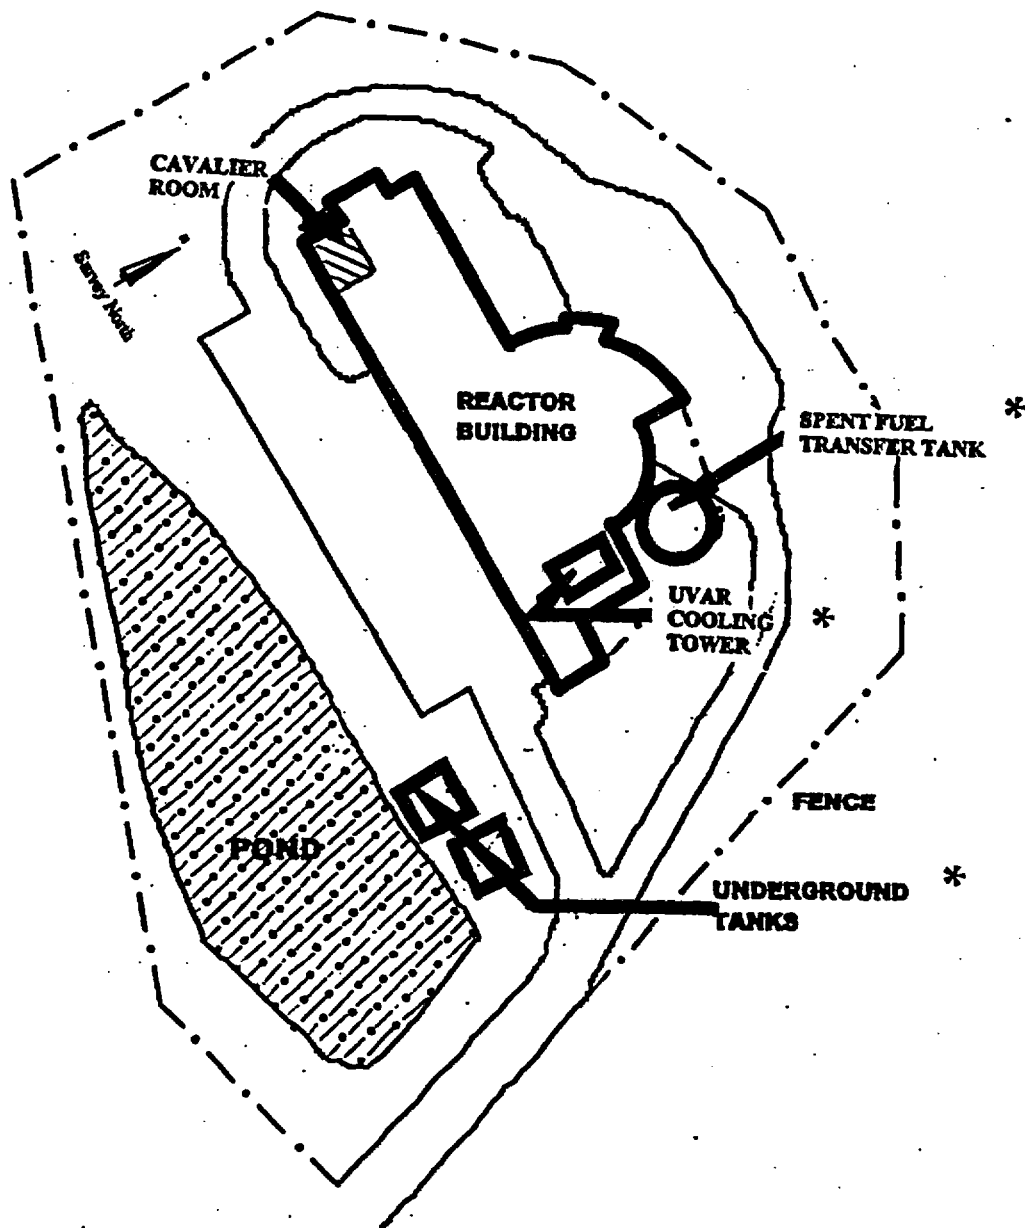 CAVALIER
ROOM
Survey North
REACTOR
BUILDING
*
SPENT FUEL
TRANSFER TANK
UVAR
COOLING
TOWER
*
FENCE
POND
*
UNDERGROUND
TANKS